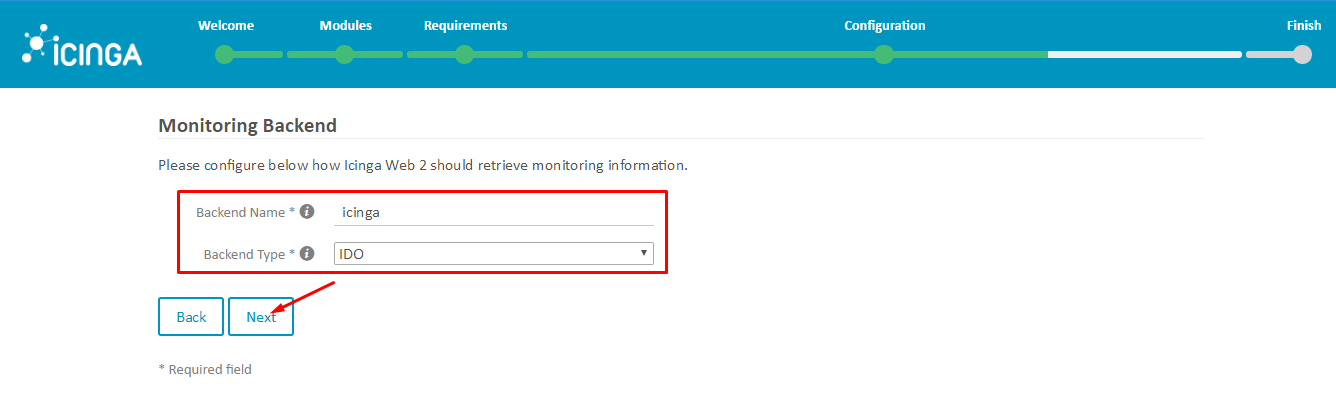 Welcome Modules Requirements Configuration Finish
ICINGA
Monitoring Backend
Please configure below how Icinga Web 2 should retrieve monitoring information.
Backend Name * icinga
Backend Type * IDO
Back Next
* Required field